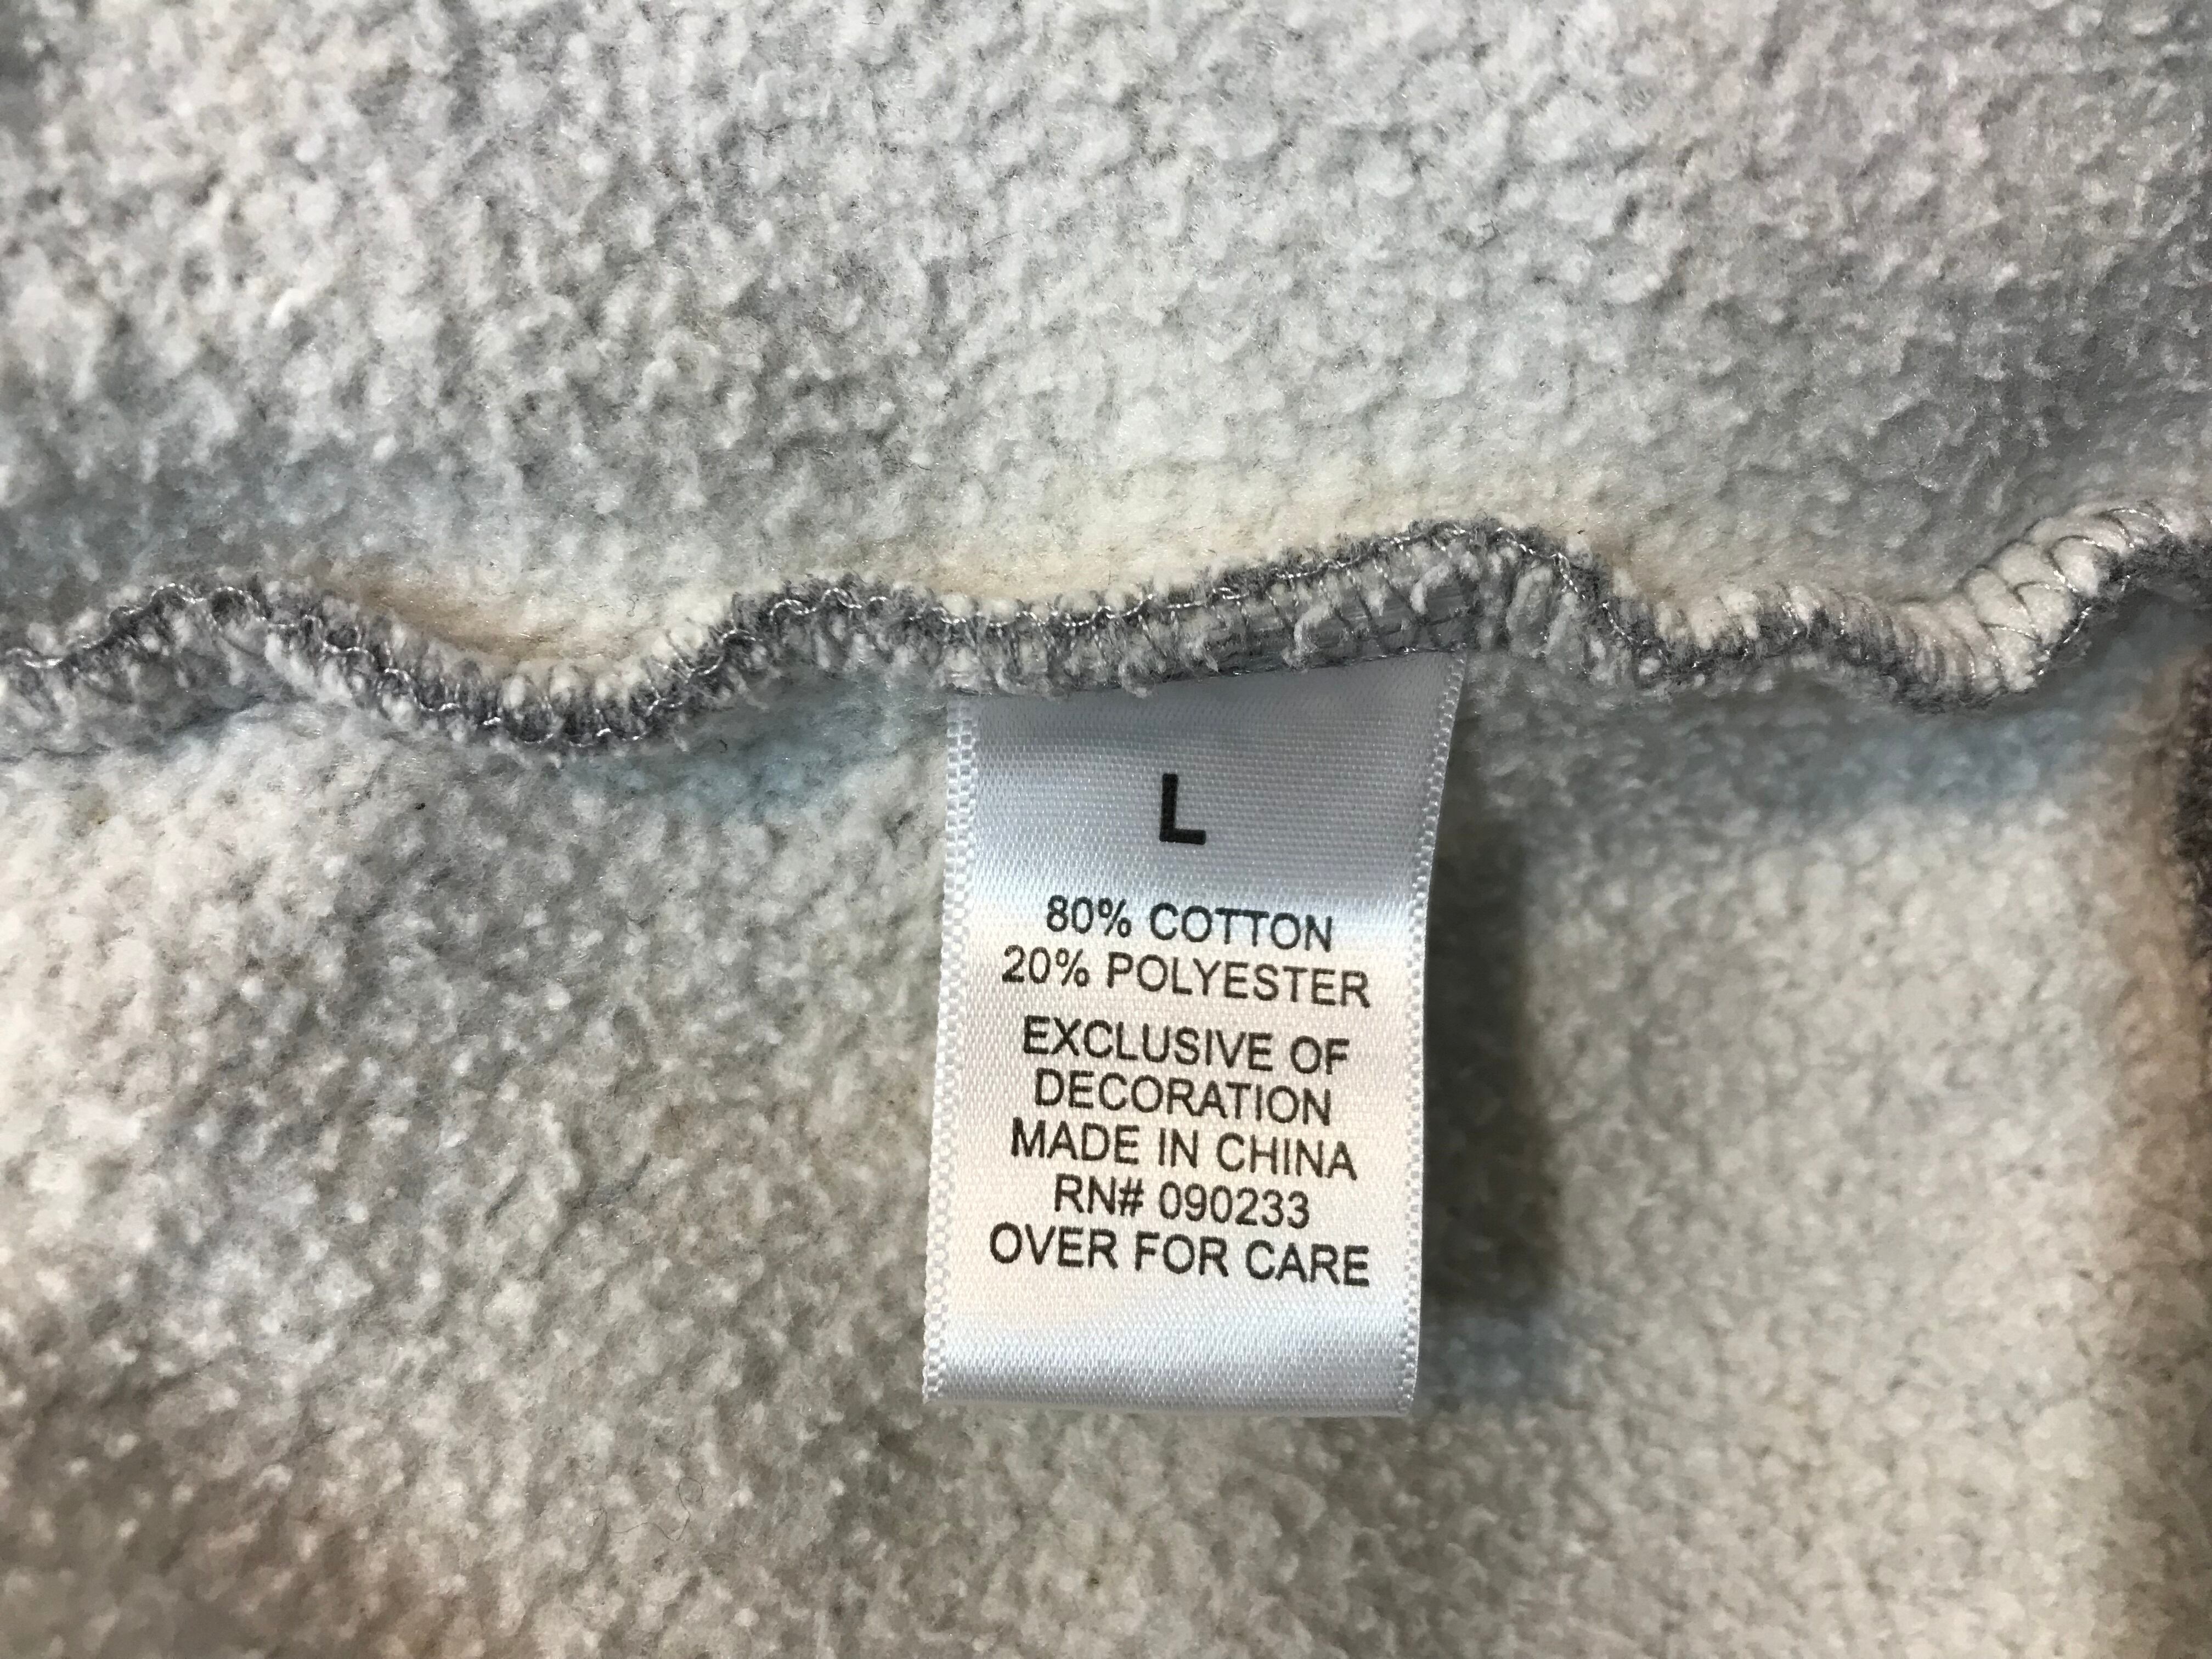 L
80% COTTON
20% POLYESTER
EXCLUSIVE OF
DECORATION
MADE IN CHINA
RN# 090233
OVER FOR CARE